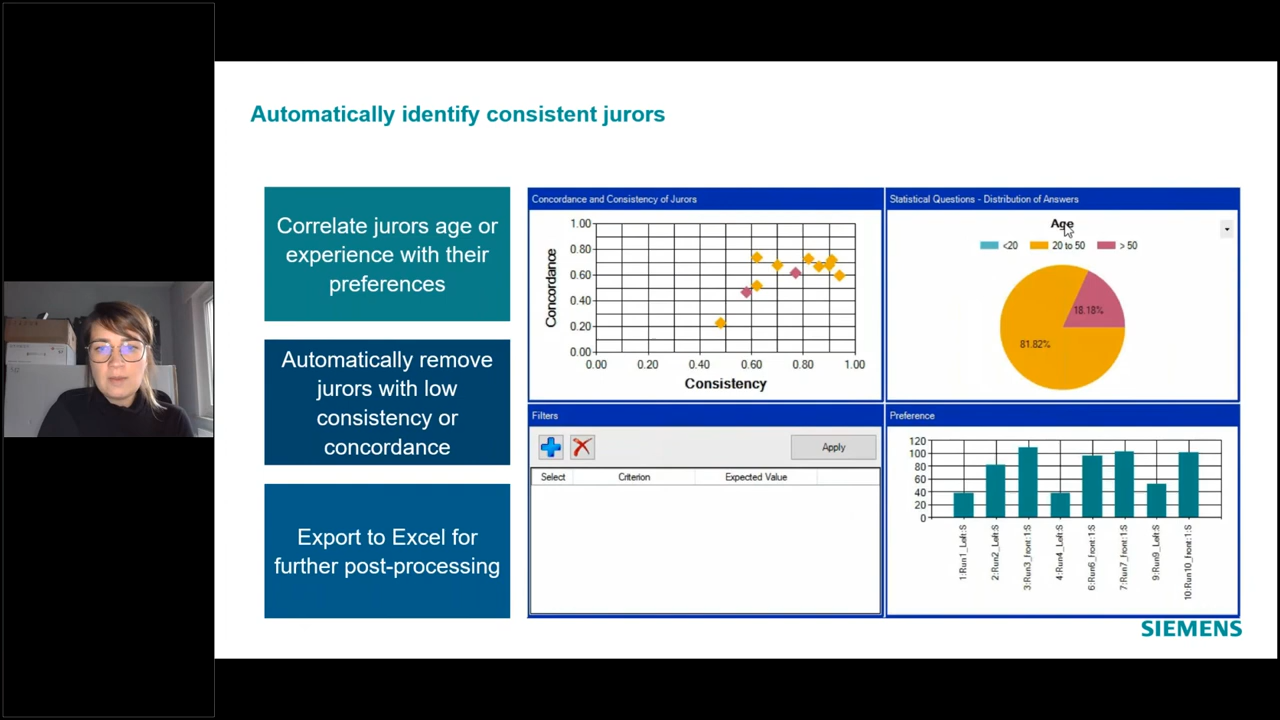 Automatically identify consistent jurors
Correlate jurors age or
experience with their
preferences
Automatically remove
jurors with low
consistency or
concordance
Export to Excel for
further post-processing
Concordance and Consistency of Jurors
1.00
0.80
0.60
0.40
0.20
0.00
Concordance
0.00 0.20 0.40 0.60 0.80 1.00
Consistency
Statistical Questions - Distribution of Answers
Age
<20 20 to 50 > 50
18.18%
81.82%
Filters
Apply
Select Criterion Expected Value
Preference
120
100
80
60
40
20
0
1:Run1_Left:S
2:Run2_Left:S
3:Run3_front:1:S
4:Run4_Left:S
6:Run6_front:1:S
7:Run7_front:1:S
9:Run9_Left:S
10:Run10_front:1:S
SIEMENS